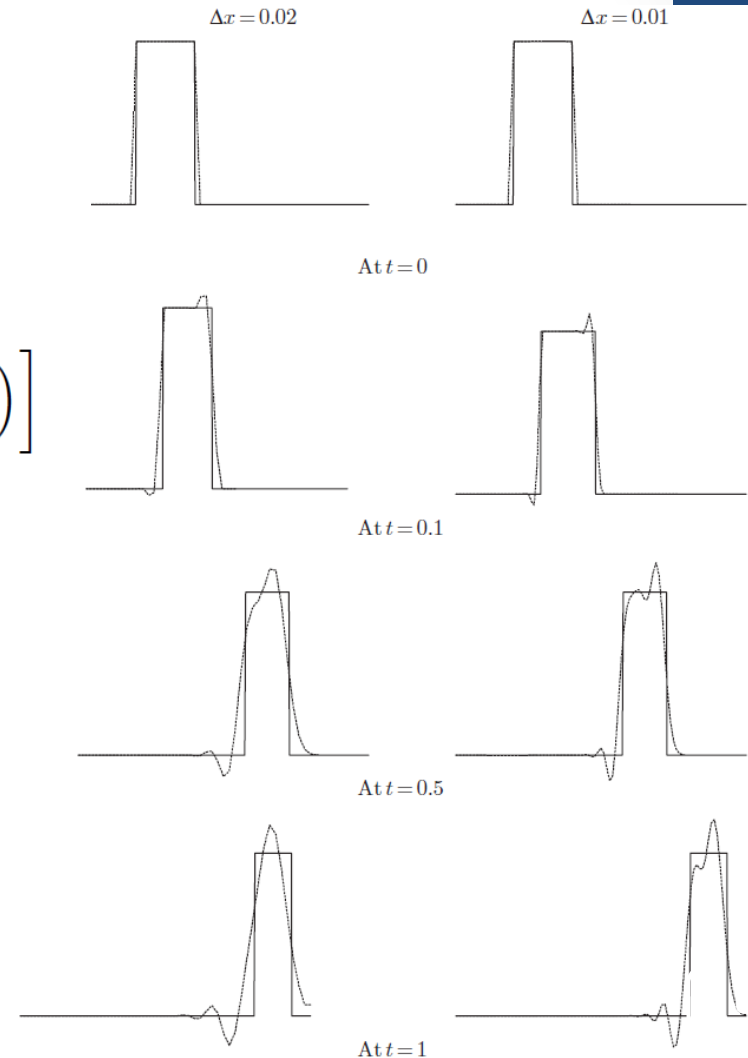 Δx = 0.02
Δx = 0.01
At t = 0
)]
At t = 0.1
At t = 0.5
At t = 1